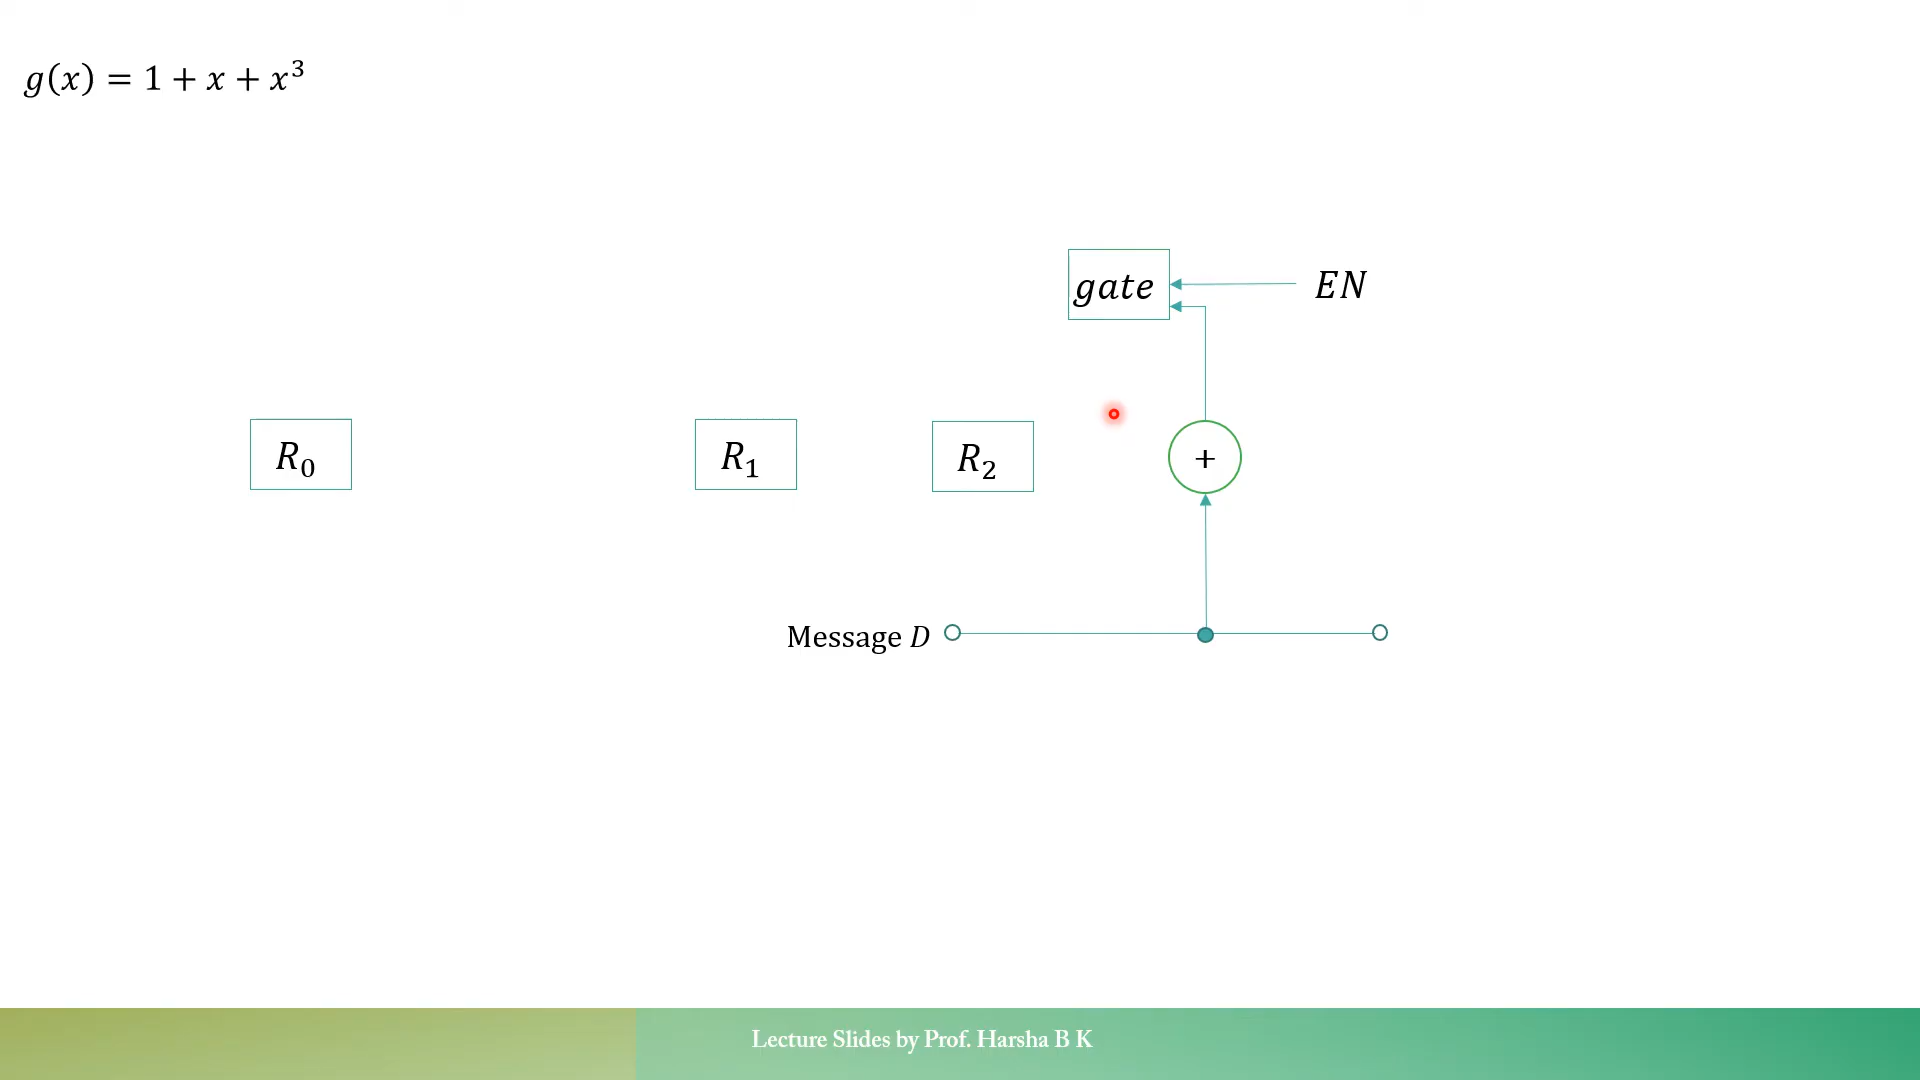 g(x) = 1 + x + x³
gate
EN
R₀
R₁
R₂
+
Message D
Lecture Slides by Prof. Harsha B K